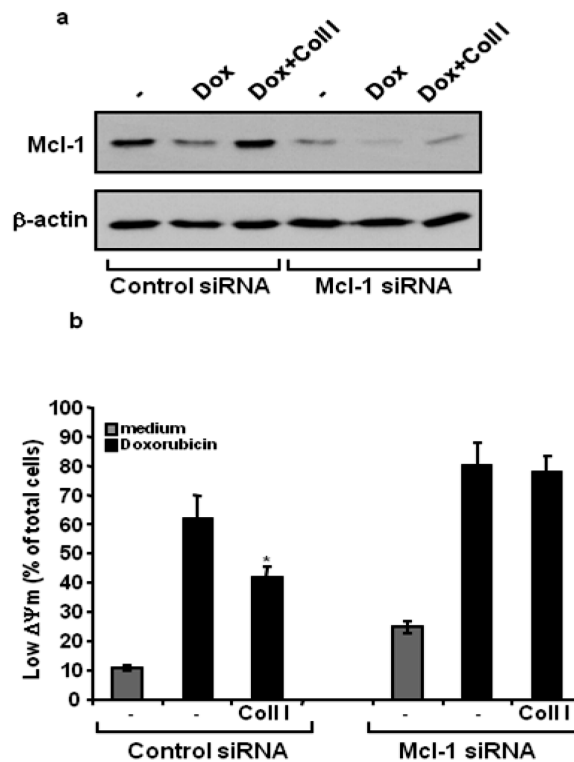 a
- Dox Dox+Coll I - Dox Dox+Coll I
Mcl-1
β-actin
Control siRNA Mcl-1 siRNA
b
100
90
80
70
60
50
40
30
20
10
0
Low ΔΨm (% of total cells)
medium
Doxorubicin
*
- - Coll I - - Coll I
Control siRNA Mcl-1 siRNA